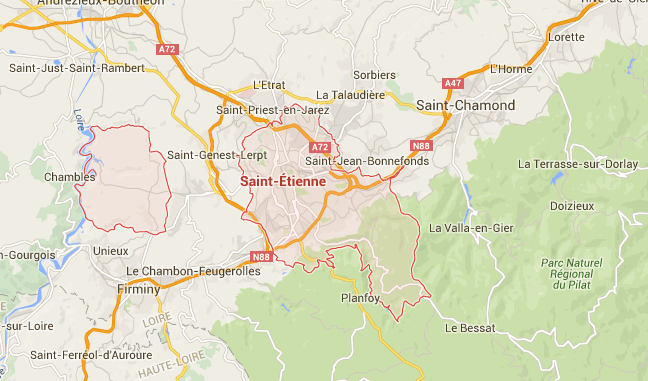 Andrézieux-Bouthéon
Rive-de-Gier
Lorette
A72
Saint-Just-Saint-Rambert
L'Horme
Sorbiers
L'Etrat
A47
La Talaudière
Saint-Priest-en-Jarez
Saint-Chamond
Loire
A72
N88
Saint-Genest-Lerpt
Saint-Jean-Bonnefonds
La Terrasse-sur-Dorlay
Chambles
Saint-Étienne
Doizieux
La Valla-en-Gier
Unieux
-Gourgois
N88
Parc Naturel
Régional
du Pilat
Le Chambon-Feugerolles
Firminy
Planfoy
LOIRE
-sur-Loire
Le Bessat
Saint-Ferréol-d'Auroure
LOIRE
HAUTE-LOIRE